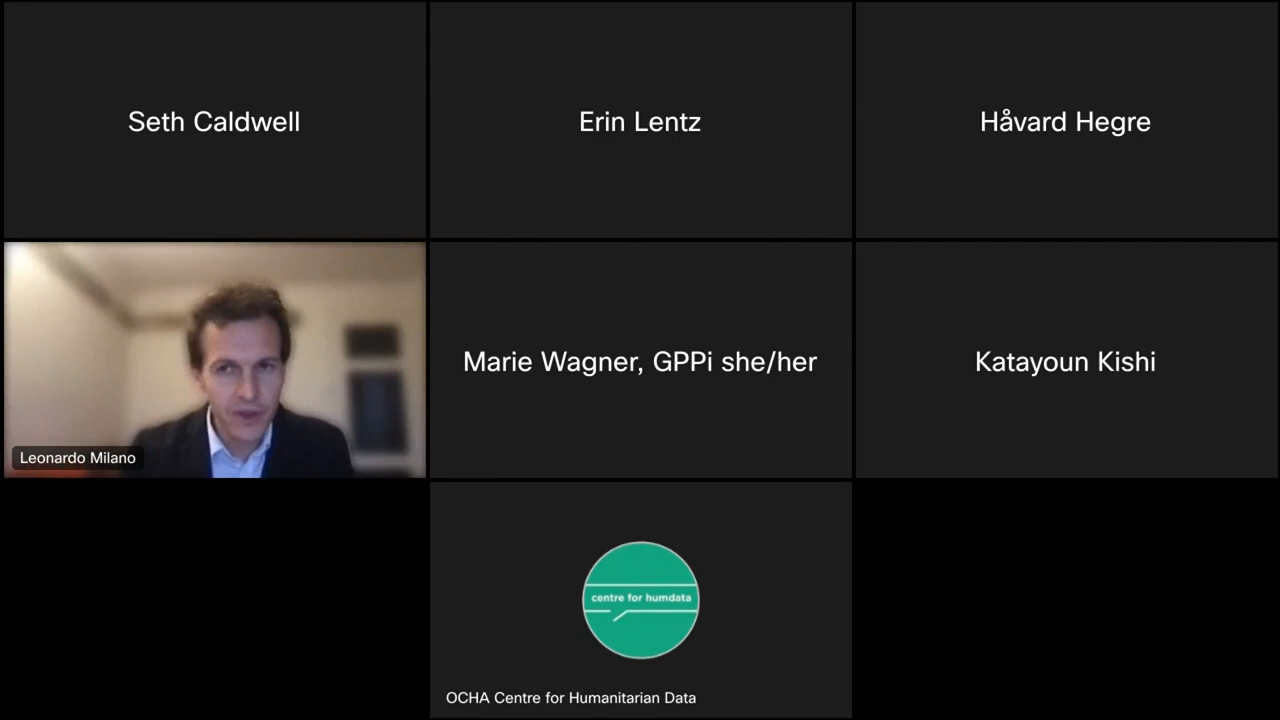 Seth Caldwell
Erin Lentz
Håvard Hegre
Leonardo Milano
Marie Wagner, GPPi she/her
Katayoun Kishi
centre for humdata
OCHA Centre for Humanitarian Data